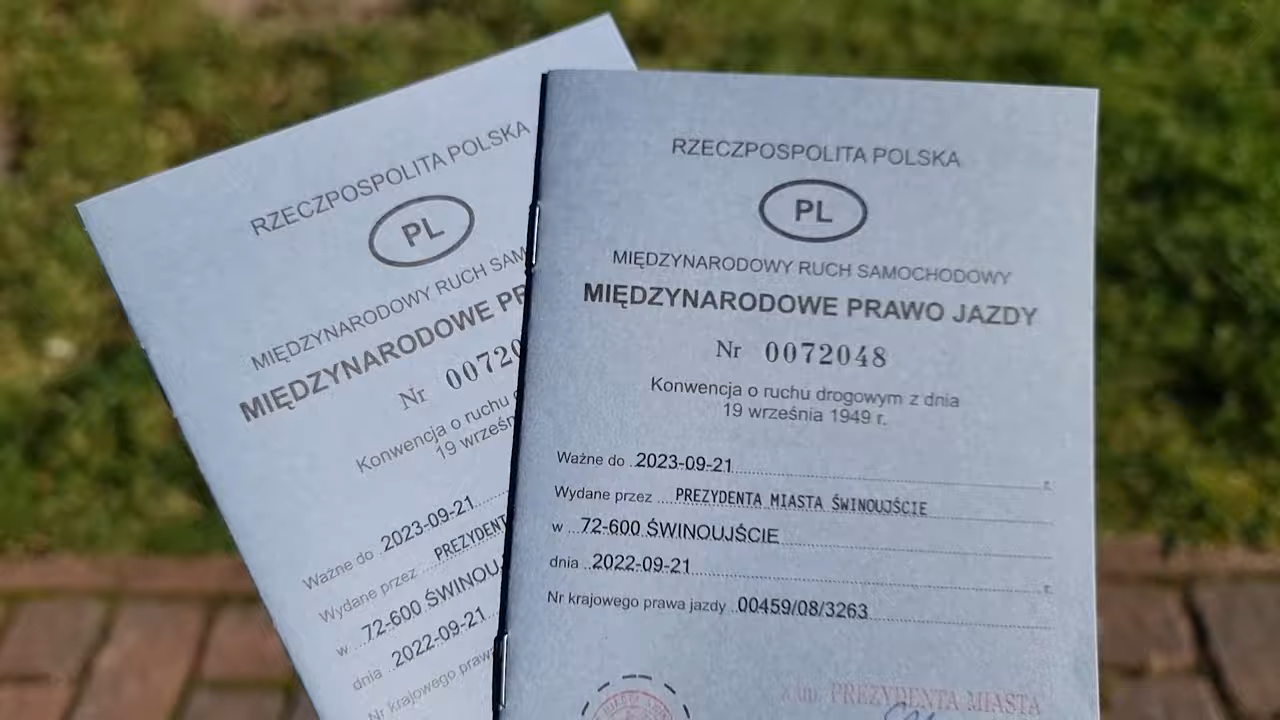 RZECZPOSPOLITA POLSKA
PL
MIĘDZYNARODOWY RUCH SAM
MIĘDZYNARODOWE PR
Nr 00720
Konwencja o ruchu
19 wrześn
Ważne do ..2023-09-21
Wydane przez ....PREZYDENT
w ...72-600 ŚWINOU
dnia ..2022-09-21
Nr krajowego prawa
RZECZPOSPOLITA POLSKA
PL
MIĘDZYNARODOWY RUCH SAMOCHODOWY
MIĘDZYNARODOWE PRAWO JAZDY
Nr 0072048
Konwencja o ruchu drogowym z dnia
19 września 1949 r.
Ważne do ..2023-09-21 r.
Wydane przez .... PREZYDENTA MIASTA ŚWINOUJŚCIE
w ...72-600 ŚWINOUJŚCIE
dnia ..2022-09-21 r.
Nr krajowego prawa jazdy ..00459/08/3263
z up. PREZYDENTA MIASTA